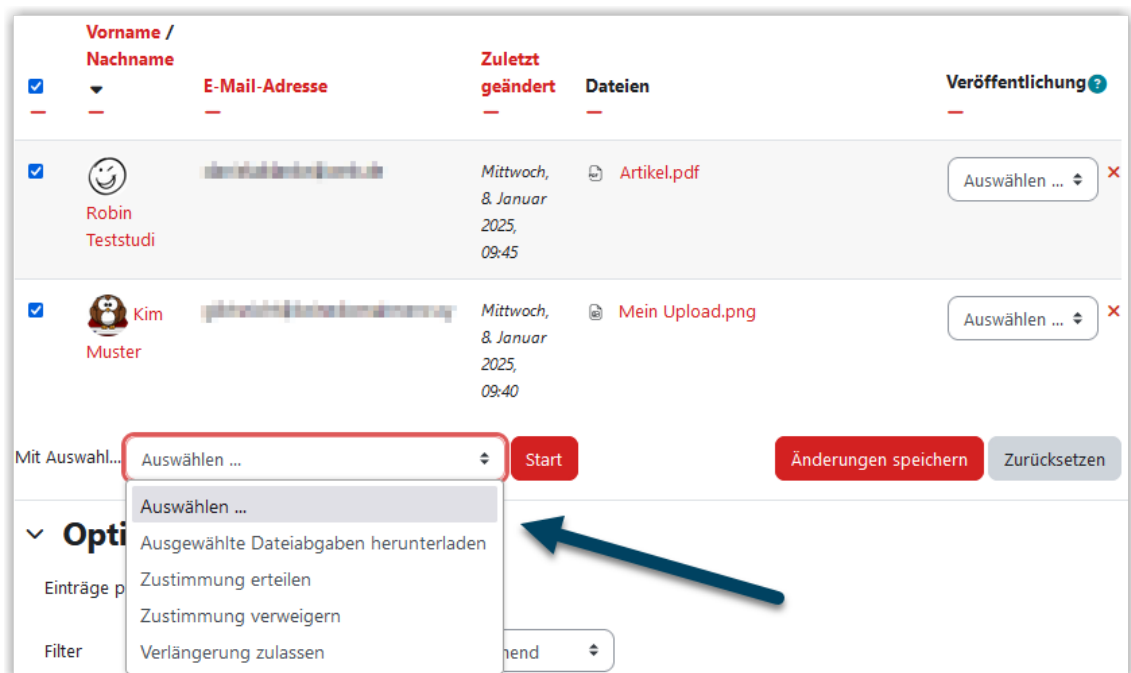 Vorname /
Nachname
E-Mail-Adresse
Zuletzt
geändert
Dateien
Veröffentlichung
Robin
Teststudi
Mittwoch,
8. Januar
2025,
09:45
Artikel.pdf
Auswählen ...
Kim
Muster
Mittwoch,
8. Januar
2025,
09:40
Mein Upload.png
Auswählen ...
Mit Auswahl... Auswählen ... Start Änderungen speichern Zurücksetzen
Auswählen ...
Opti
Ausgewählte Dateiabgaben herunterladen
Einträge p
Zustimmung erteilen
Zustimmung verweigern
Filter
Verlängerung zulassen
hend